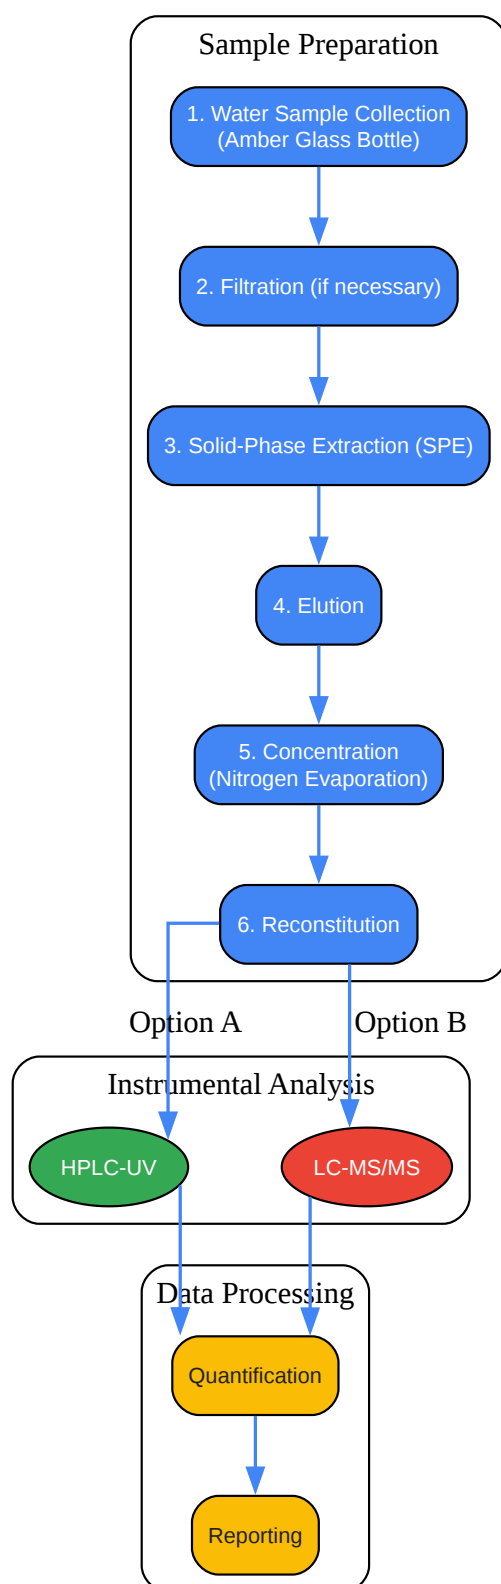 Sample Preparation
1. Water Sample Collection
(Amber Glass Bottle)
2. Filtration (if necessary)
3. Solid-Phase Extraction (SPE)
4. Elution
5. Concentration
(Nitrogen Evaporation)
6. Reconstitution
Option A
Option B
Instrumental Analysis
HPLC-UV
LC-MS/MS
Data Processing
Quantification
Reporting